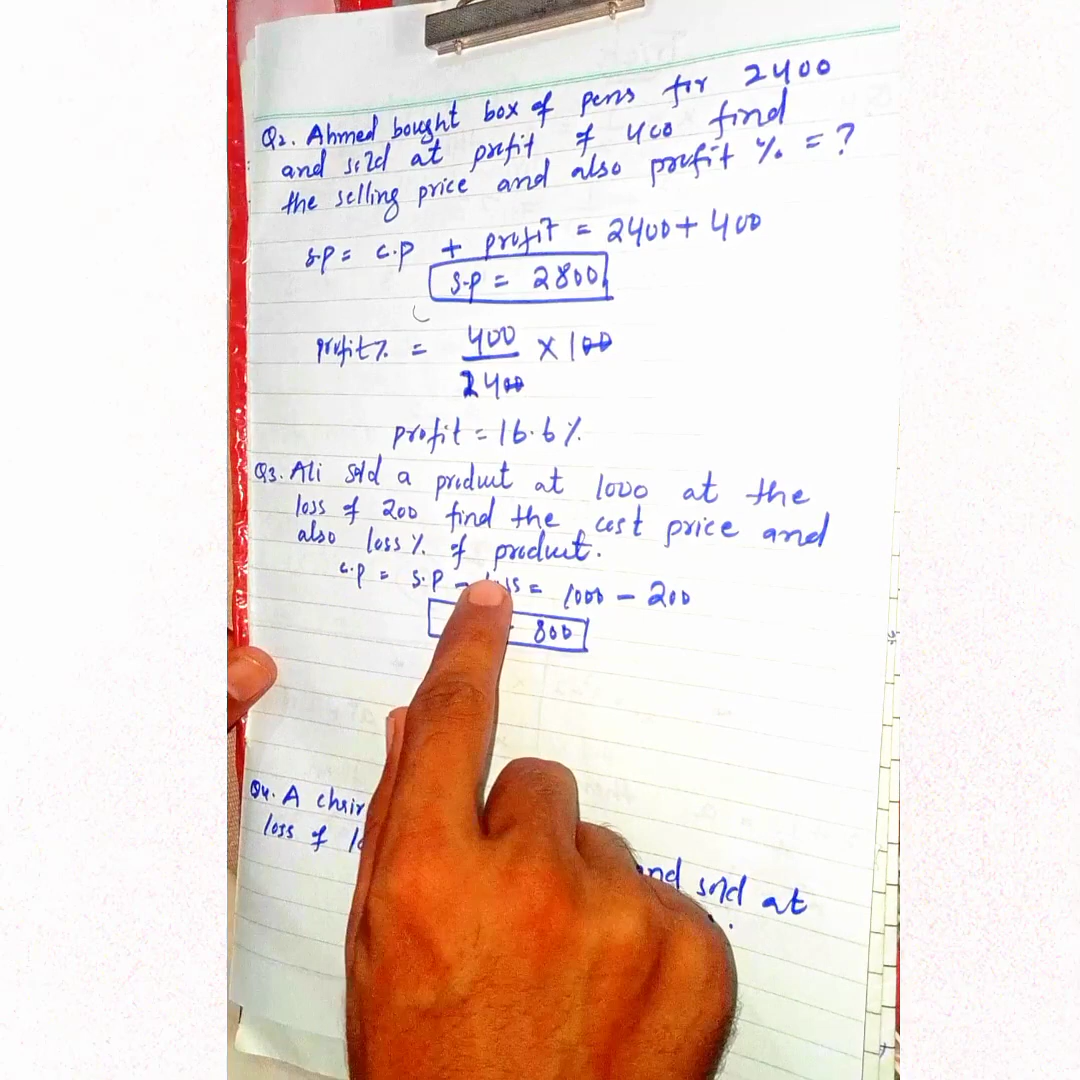 Q2. Ahmed bought box of pens for 2400
and sold at profit of 400 find
the selling price and also profit % = ?
S.P = C.P + profit = 2400 + 400
S.P = 2800
profit% = 400/2400 × 100
profit = 16.6%
Q3. Ali sold a product at 1000 at the
loss of 200 find the cost price and
also loss % of product.
C.P = S.P - = 1000 - 200
800
Q4. A chair
loss of
and sold at